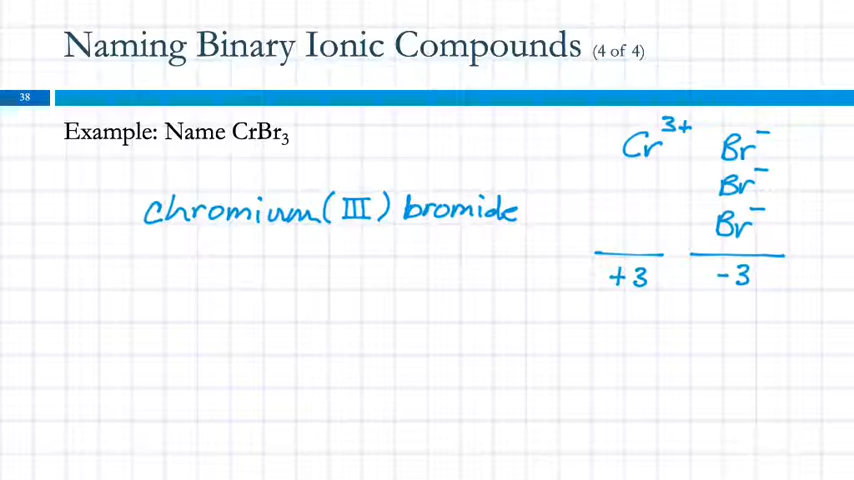 Naming Binary Ionic Compounds (4 of 4)
38
Example: Name CrBr₃
chromium(III) bromide
Cr³⁺ Br⁻
Br⁻
Br⁻
+3 -3